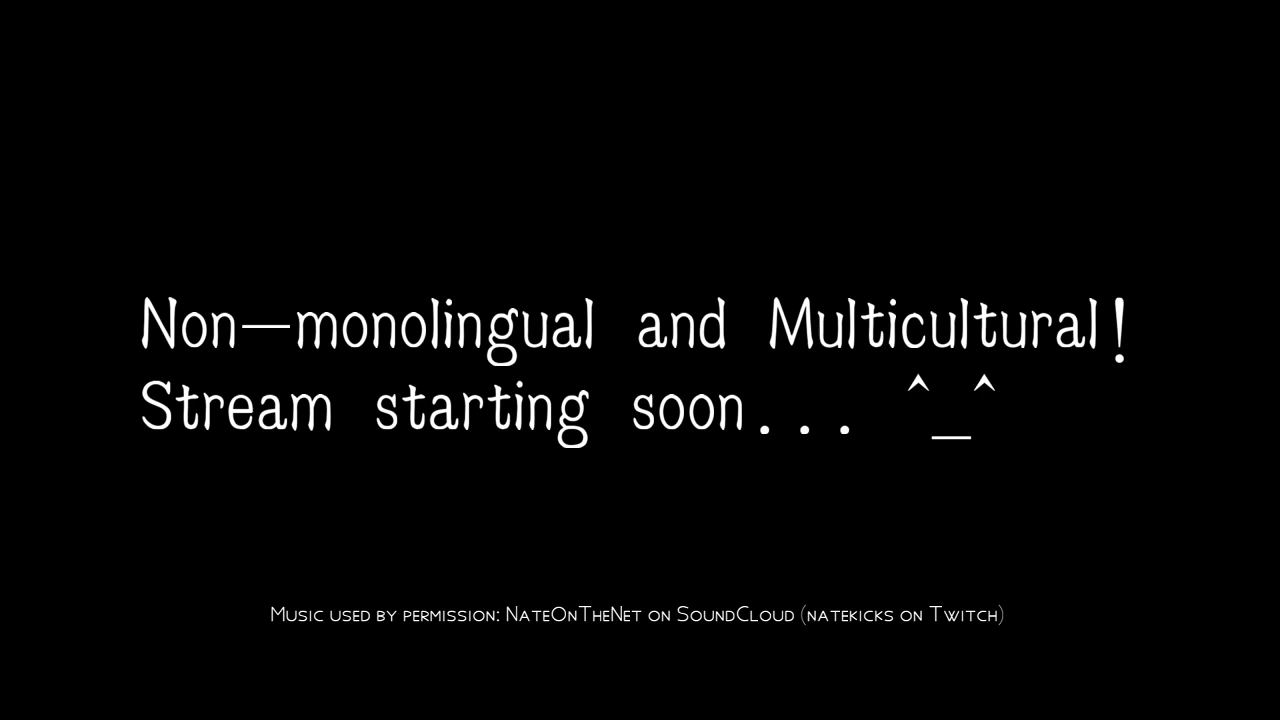 Non-monolingual and Multicultural!
Stream starting soon... ^_^
Music used by permission: NateOnTheNet on SoundCloud (natekicks on Twitch)